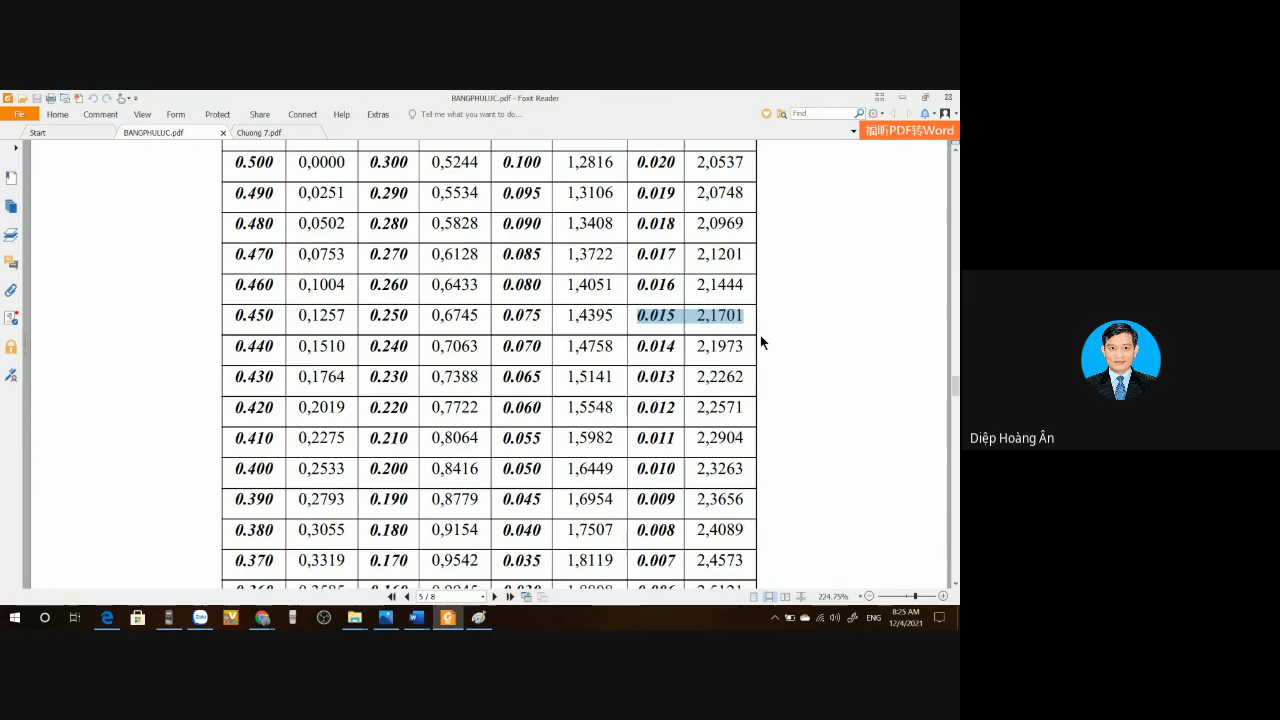 BANGPHULUC.pdf - Foxit Reader
File Home Comment View Form Protect Share Connect Help Extras Tell me what you want to do... Find
Start BANGPHULUC.pdf Chuong 7.pdf 福昕PDF转Word
0.500 0,0000 0.300 0,5244 0.100 1,2816 0.020 2,0537
0.490 0,0251 0.290 0,5534 0.095 1,3106 0.019 2,0748
0.480 0,0502 0.280 0,5828 0.090 1,3408 0.018 2,0969
0.470 0,0753 0.270 0,6128 0.085 1,3722 0.017 2,1201
0.460 0,1004 0.260 0,6433 0.080 1,4051 0.016 2,1444
0.450 0,1257 0.250 0,6745 0.075 1,4395 0.015 2,1701
0.440 0,1510 0.240 0,7063 0.070 1,4758 0.014 2,1973
0.430 0,1764 0.230 0,7388 0.065 1,5141 0.013 2,2262
0.420 0,2019 0.220 0,7722 0.060 1,5548 0.012 2,2571
0.410 0,2275 0.210 0,8064 0.055 1,5982 0.011 2,2904
0.400 0,2533 0.200 0,8416 0.050 1,6449 0.010 2,3263
0.390 0,2793 0.190 0,8779 0.045 1,6954 0.009 2,3656
0.380 0,3055 0.180 0,9154 0.040 1,7507 0.008 2,4089
0.370 0,3319 0.170 0,9542 0.035 1,8119 0.007 2,4573
5 / 8 224.75%
ENG 8:25 AM
12/4/2021
Diệp Hoàng Ân